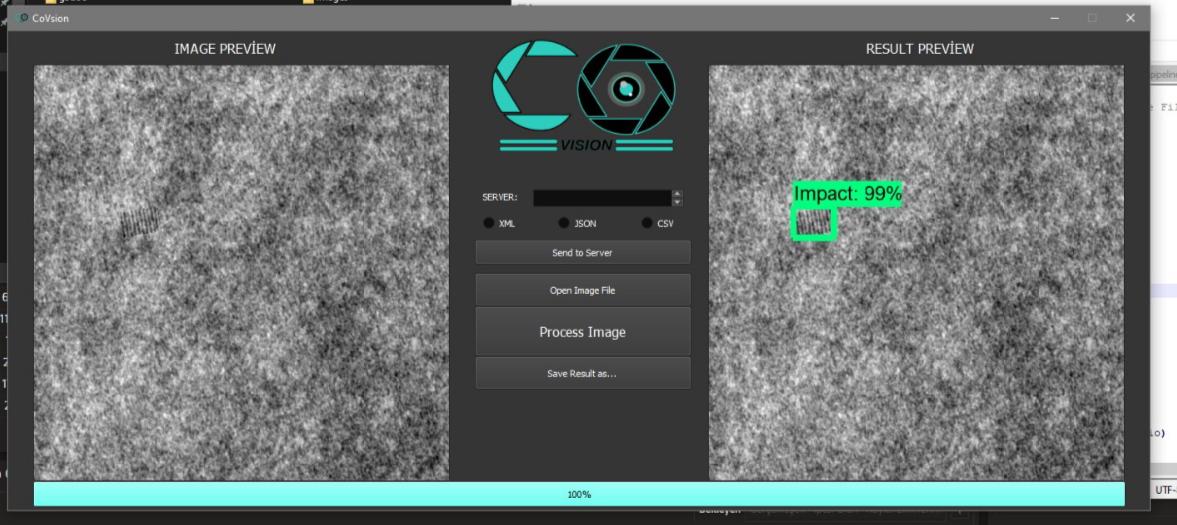 CoVsion
IMAGE PREVİEW
VISION
RESULT PREVİEW
Impact: 99%
SERVER:
XML
JSON
CSV
Send to Server
Open Image File
Process Image
Save Result as...
100%
UTF-